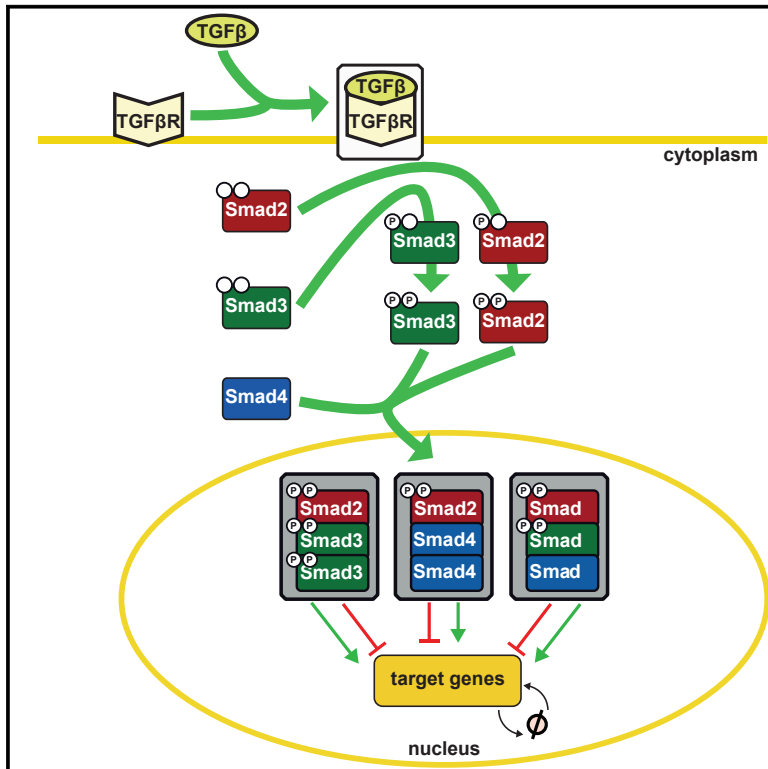 TGFβ
TGFβ
TGFβR
TGFβR
cytoplasm
Smad2
P
Smad3
P
Smad2
Smad3
P P
Smad3
P P
Smad2
Smad4
P P
Smad2
P P
Smad3
P P
Smad3
P P
Smad2
Smad4
Smad4
P P
Smad
P P
Smad
Smad
target genes
ϕ
nucleus